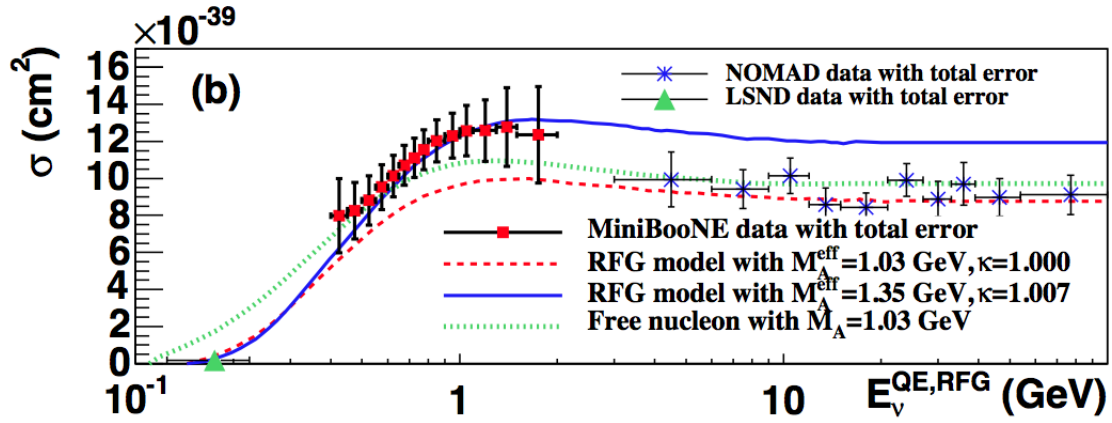 ×10⁻³⁹
σ (cm²)
16
14
12
10
8
6
4
2
0
(b)
NOMAD data with total error
LSND data with total error
MiniBooNE data with total error
RFG model with M_A^eff=1.03 GeV,κ=1.000
RFG model with M_A^eff=1.35 GeV,κ=1.007
Free nucleon with M_A=1.03 GeV
10⁻¹ 1 10 E_ν^QE,RFG (GeV)